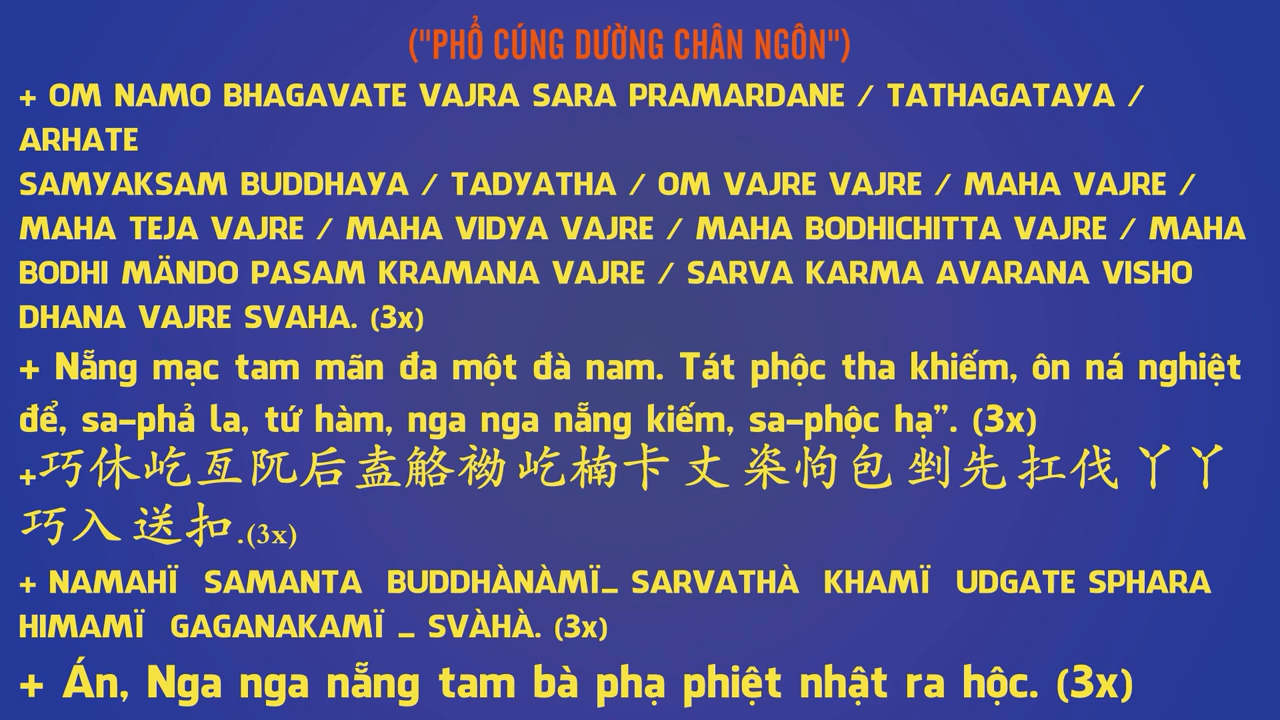 ("PHỔ CÚNG DƯỜNG CHÂN NGÔN")
+ OM NAMO BHAGAVATE VAJRA SARA PRAMARDANE / TATHAGATAYA /
ARHATE
SAMYAKSAM BUDDHAYA / TADYATHA / OM VAJRE VAJRE / MAHA VAJRE /
MAHA TEJA VAJRE / MAHA VIDYA VAJRE / MAHA BODHICHITTA VAJRE / MAHA
BODHI MÄNDO PASAM KRAMANA VAJRE / SARVA KARMA AVARANA VISHO
DHANA VAJRE SVAHA. (3x)
+ Nẵng mạc tam mãn đa một đà nam. Tát phộc tha khiếm, ôn ná nghiệt
để, sa-phả la, tứ hàm, nga nga nẵng kiếm, sa-phộc hạ”. (3x)
+巧休屹亙阢后盍觡袎屹楠卡丈粢恦包剉先扛伐丫丫
巧入送扣.(3x)
+ NAMAHÏ SAMANTA BUDDHÀNÀMÏ_ SARVATHÀ KHAMÏ UDGATE SPHARA
HIMAMÏ GAGANAKAMÏ _ SVÀHÀ. (3x)
+ Án, Nga nga nẵng tam bà phạ phiệt nhật ra hộc. (3x)